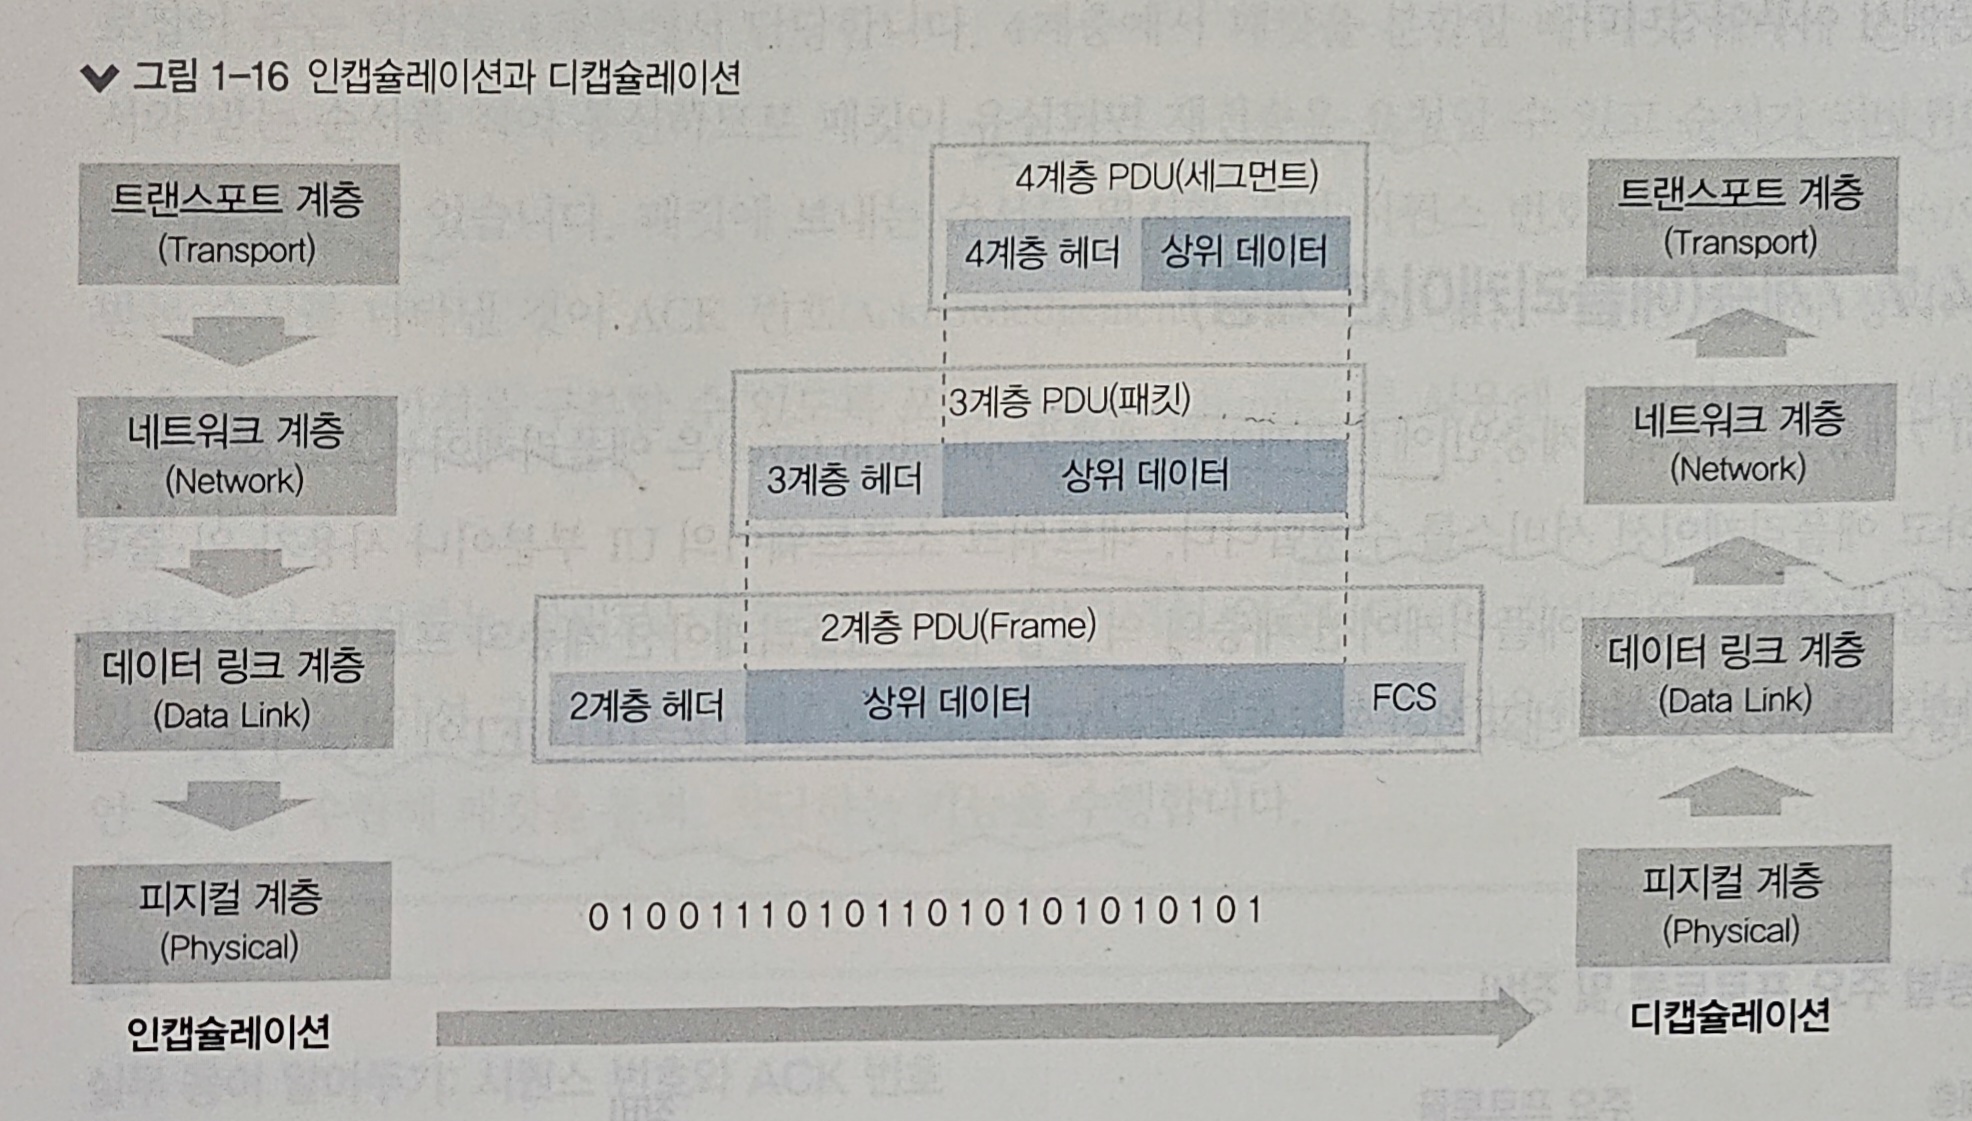 그림 1-16 인캡슐레이션과 디캡슐레이션
트랜스포트 계층
(Transport)
네트워크 계층
(Network)
데이터 링크 계층
(Data Link)
피지컬 계층
(Physical)
인캡슐레이션
4계층 PDU(세그먼트)
4계층 헤더 상위 데이터
3계층 PDU(패킷)
3계층 헤더 상위 데이터
2계층 PDU(Frame)
2계층 헤더 상위 데이터 FCS
0 1 0 0 1 1 1 0 1 0 1 1 0 1 0 1 0 1 0 1 0 1 0 1
트랜스포트 계층
(Transport)
네트워크 계층
(Network)
데이터 링크 계층
(Data Link)
피지컬 계층
(Physical)
디캡슐레이션